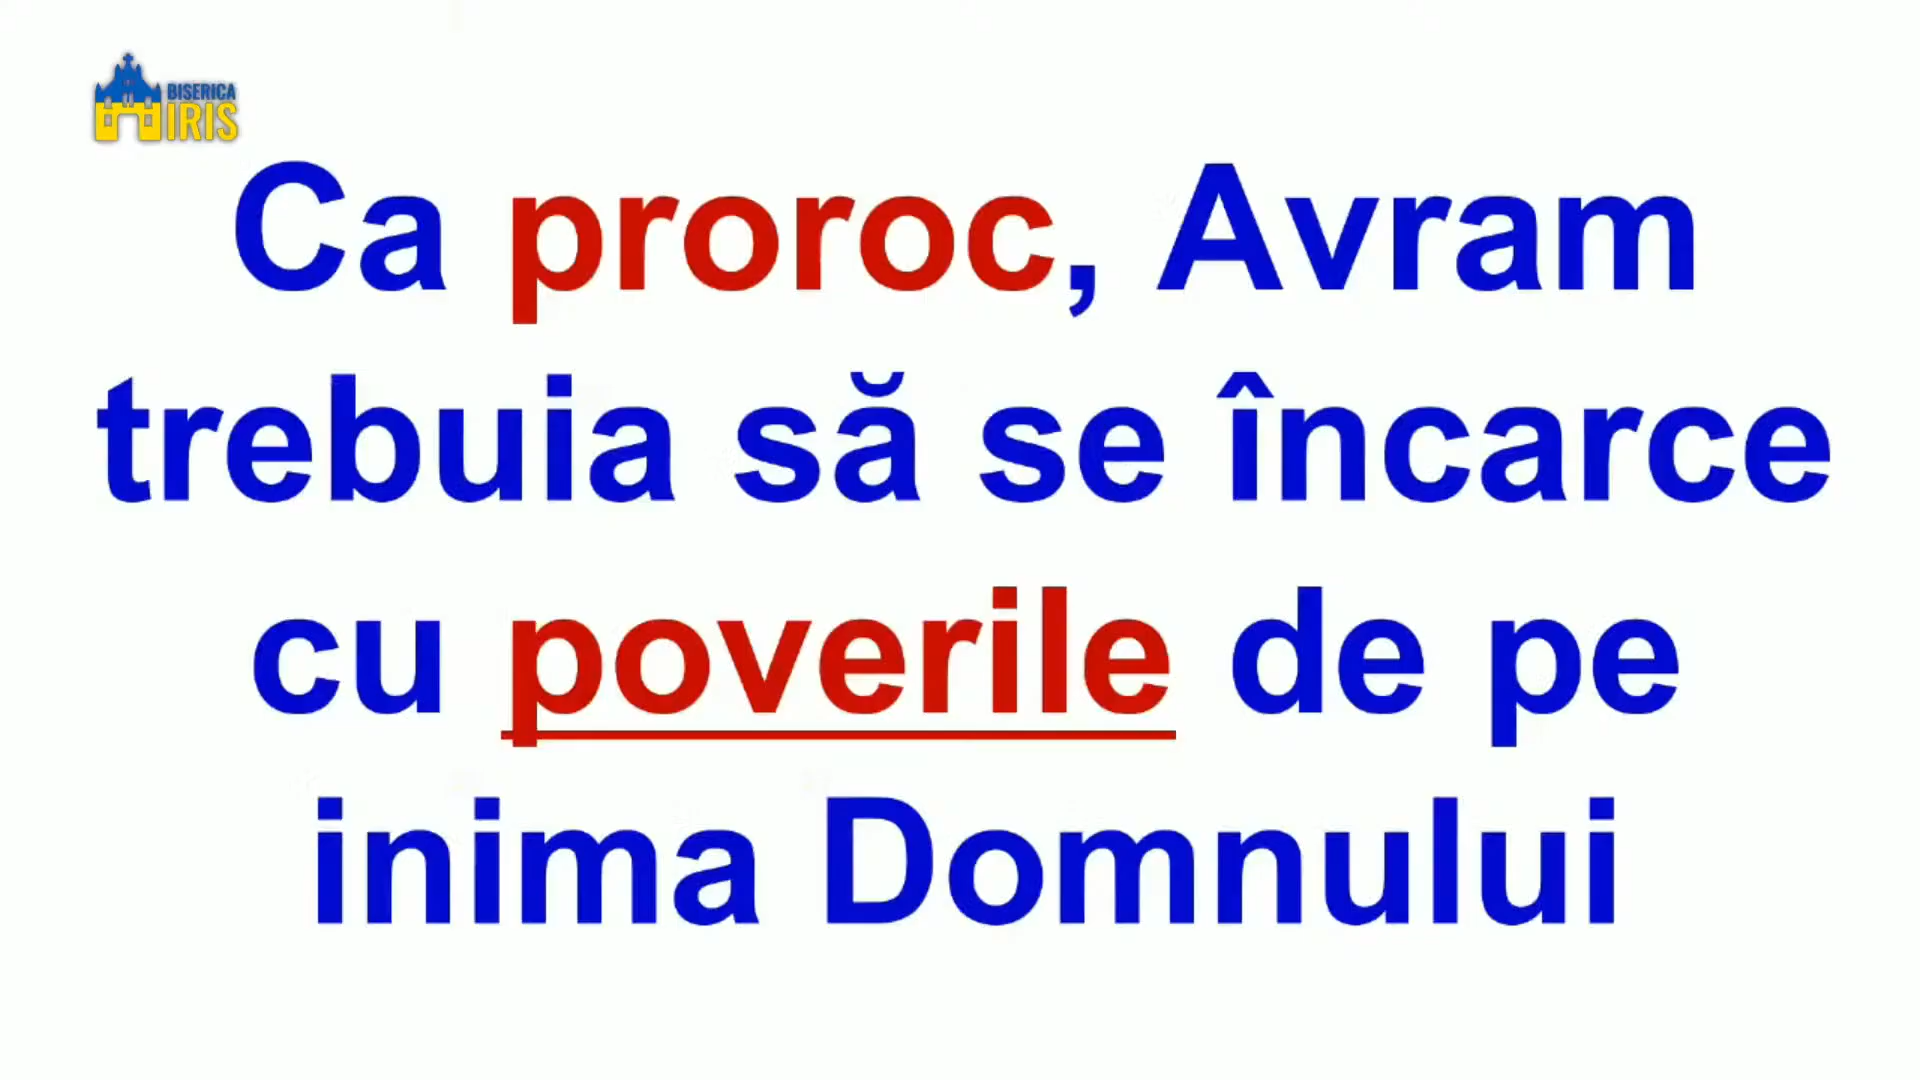 BISERICA
IRIS
Ca proroc, Avram
trebuia să se încarce
cu poverile de pe
inima Domnului